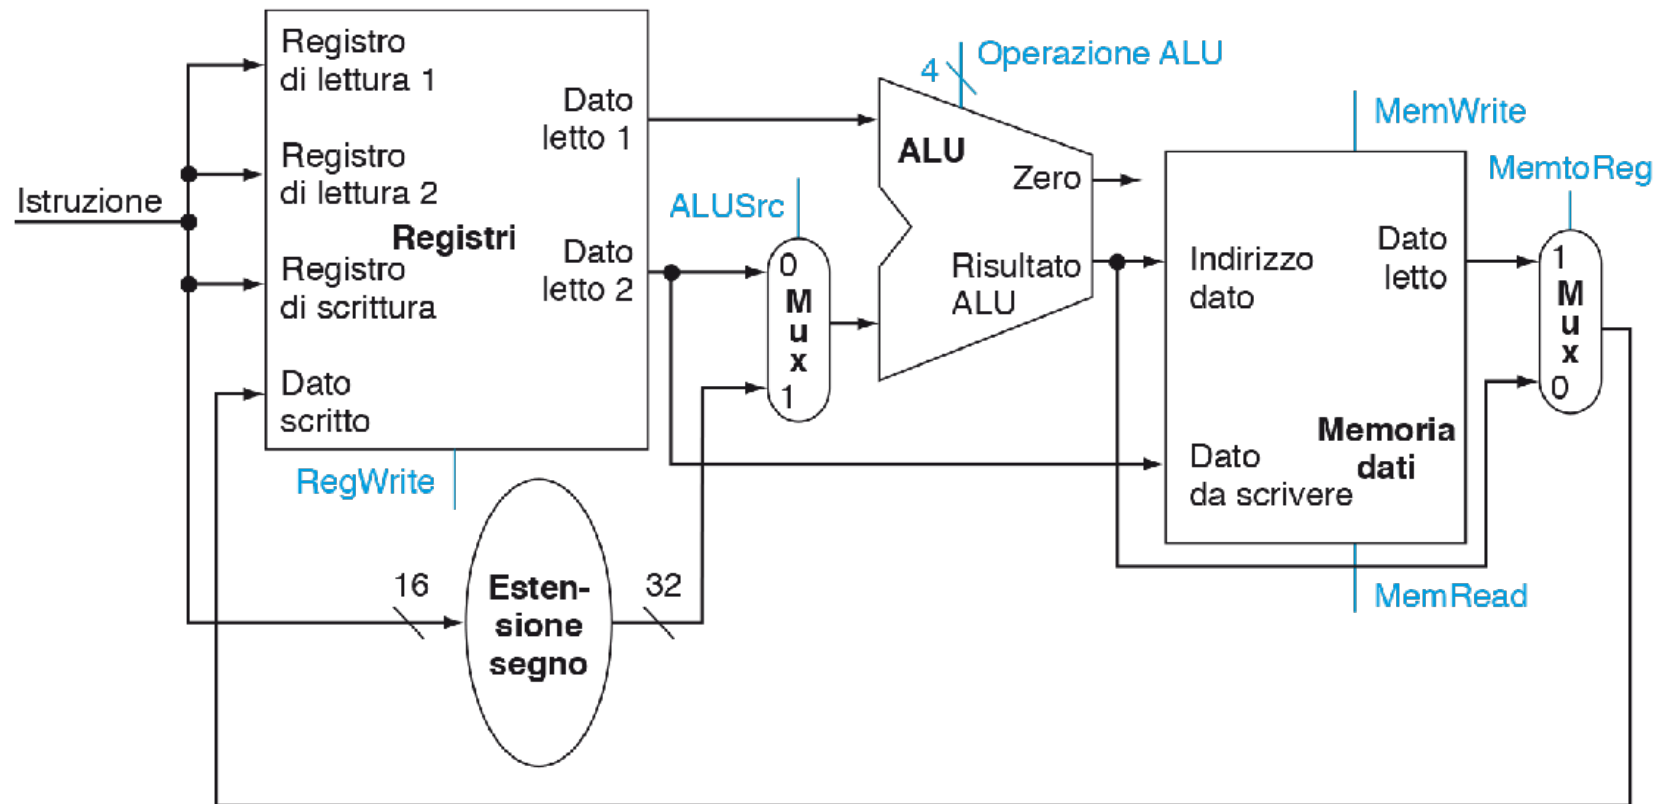 Istruzione
Registro
di lettura 1
Registro
di lettura 2
Registri
Registro
di scrittura
Dato
scritto
Dato
letto 1
Dato
letto 2
RegWrite
16
Esten-
sione
segno
32
ALUSrc
0
Mux
1
4
Operazione ALU
ALU
Zero
Risultato
ALU
MemWrite
Indirizzo
dato
Dato
letto
Dato
da scrivere
Memoria
dati
MemRead
MemtoReg
1
Mux
0